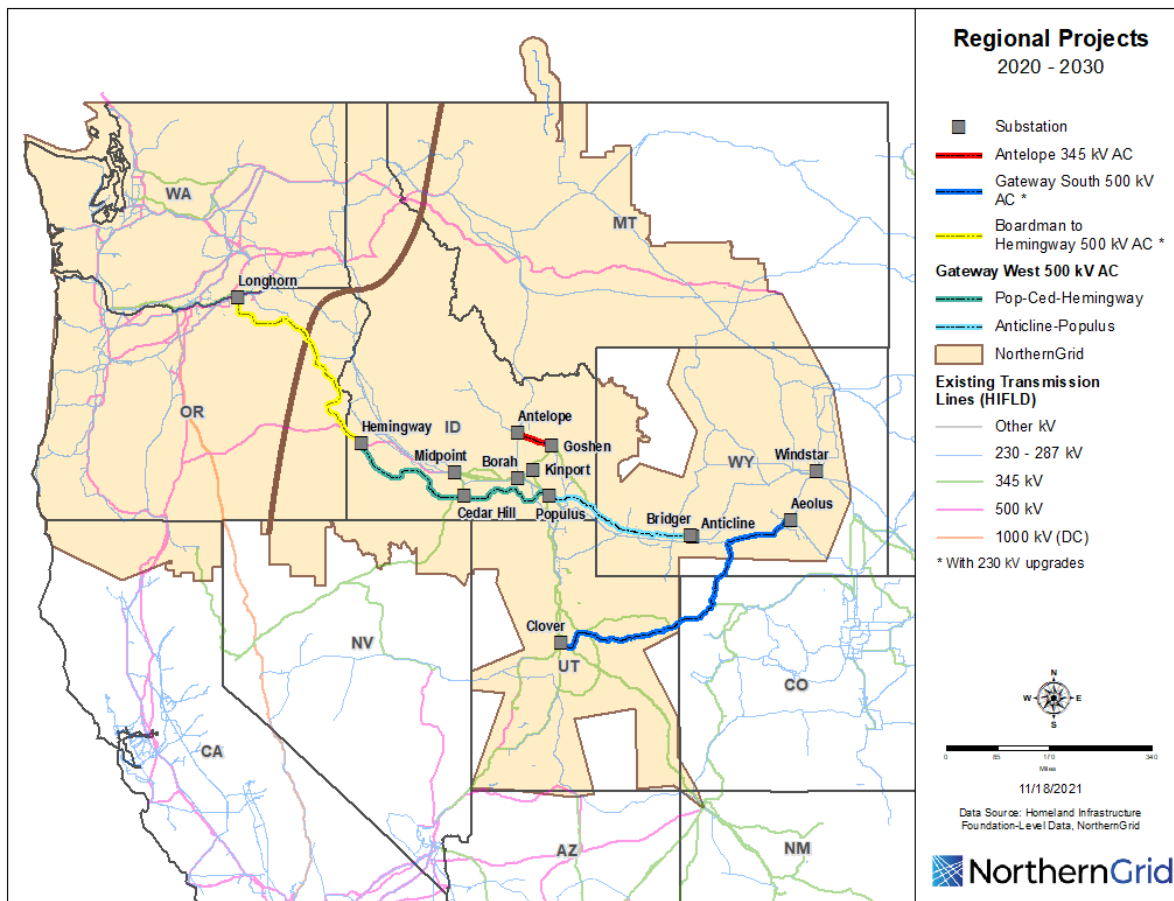 Regional Projects
2020 - 2030
Substation
Antelope 345 kV AC
Gateway South 500 kV
AC *
Boardman to
Hemingway 500 kV AC *
Gateway West 500 kV AC
Pop-Ced-Hemingway
Anticline-Populus
NorthernGrid
Existing Transmission
Lines (HIFLD)
Other kV
230 - 287 kV
345 kV
500 kV
1000 kV (DC)
* With 230 kV upgrades
N
W E
S
0 85 170 340
Miles
11/18/2021
Data Source: Homeland Infrastructure
Foundation-Level Data, NorthernGrid
NorthernGrid
WA
MT
Longhorn
OR
Hemingway
ID
Antelope
Goshen
Midpoint
Borah
Kinport
WY
Windstar
Cedar Hill
Populus
Bridger
Anticline
Aeolus
Clover
NV
UT
CO
CA
AZ
NM